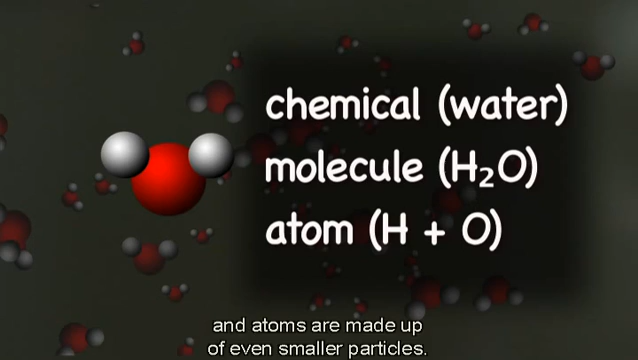 chemical (water)
molecule (H₂O)
atom (H + O)
and atoms are made up
of even smaller particles.